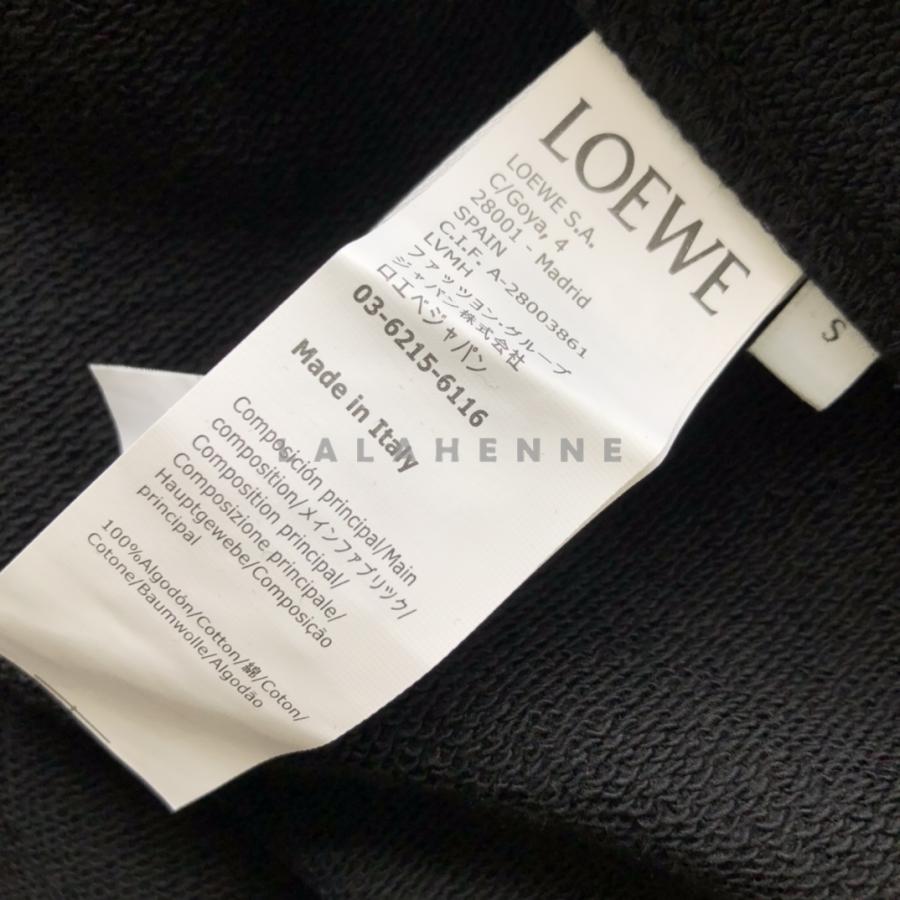 LOEWE
LOEWE S.A.
C/Goya, 4
28001 - Madrid
SPAIN
C.I.F. A-28003861
LVMH
ファッツョン.グループ
ジャパン株式会社
ロエベジャパン
03-6215-6116
Made in Italy
Composición principal/Main
composition/メインファブリック/
Composition principal/
Composizione principale/
Hauptgewebe/Composição
principal
100%Algodón/Cotton/綿/Coton/
Cotone/Baumwolle/Algodão
S
LALAHENNE